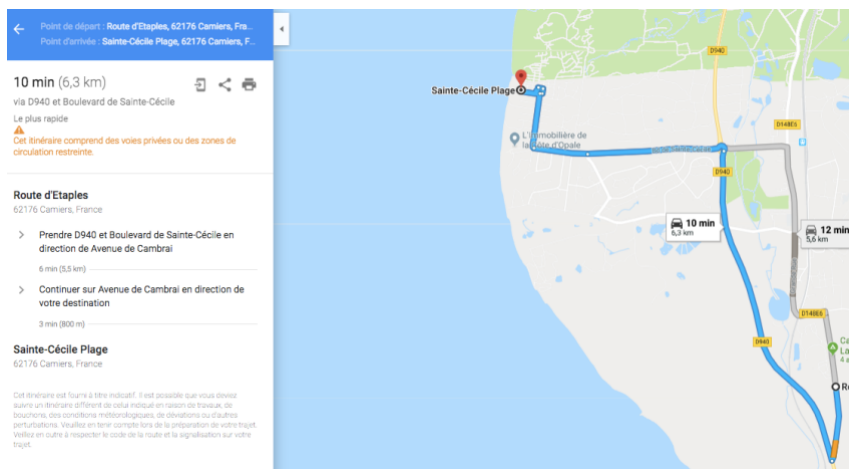 Point de départ : Route d'Etaples, 62176 Camiers, Fra...
Point d'arrivée : Sainte-Cécile Plage, 62176 Camiers, F...
10 min (6,3 km)
via D940 et Boulevard de Sainte-Cécile
Le plus rapide
Cet itinéraire comprend des voies privées ou des zones de
circulation restreinte.
Route d'Etaples
62176 Camiers, France
Prendre D940 et Boulevard de Sainte-Cécile en
direction de Avenue de Cambrai
6 min (5,5 km)
Continuer sur Avenue de Cambrai en direction de
votre destination
3 min (800 m)
Sainte-Cécile Plage
62176 Camiers, France
Cet itinéraire est fourni à titre indicatif. Il est possible que vous deviez
suivre un itinéraire différent de celui indiqué en raison de travaux, de
bouchons, des conditions météorologiques, de déviations ou d'autres
perturbations. Veuillez en tenir compte lors de la préparation de votre trajet.
Veillez en outre à respecter le code de la route et la signalisation sur votre
trajet.
D940
Sainte-Cécile Plage
D148E6
L'immobilière de
la Côte d'Opale
D940
10 min
6,3 km
12 min
5,6 km
D148E6
D940
Ca
La
4 a
R